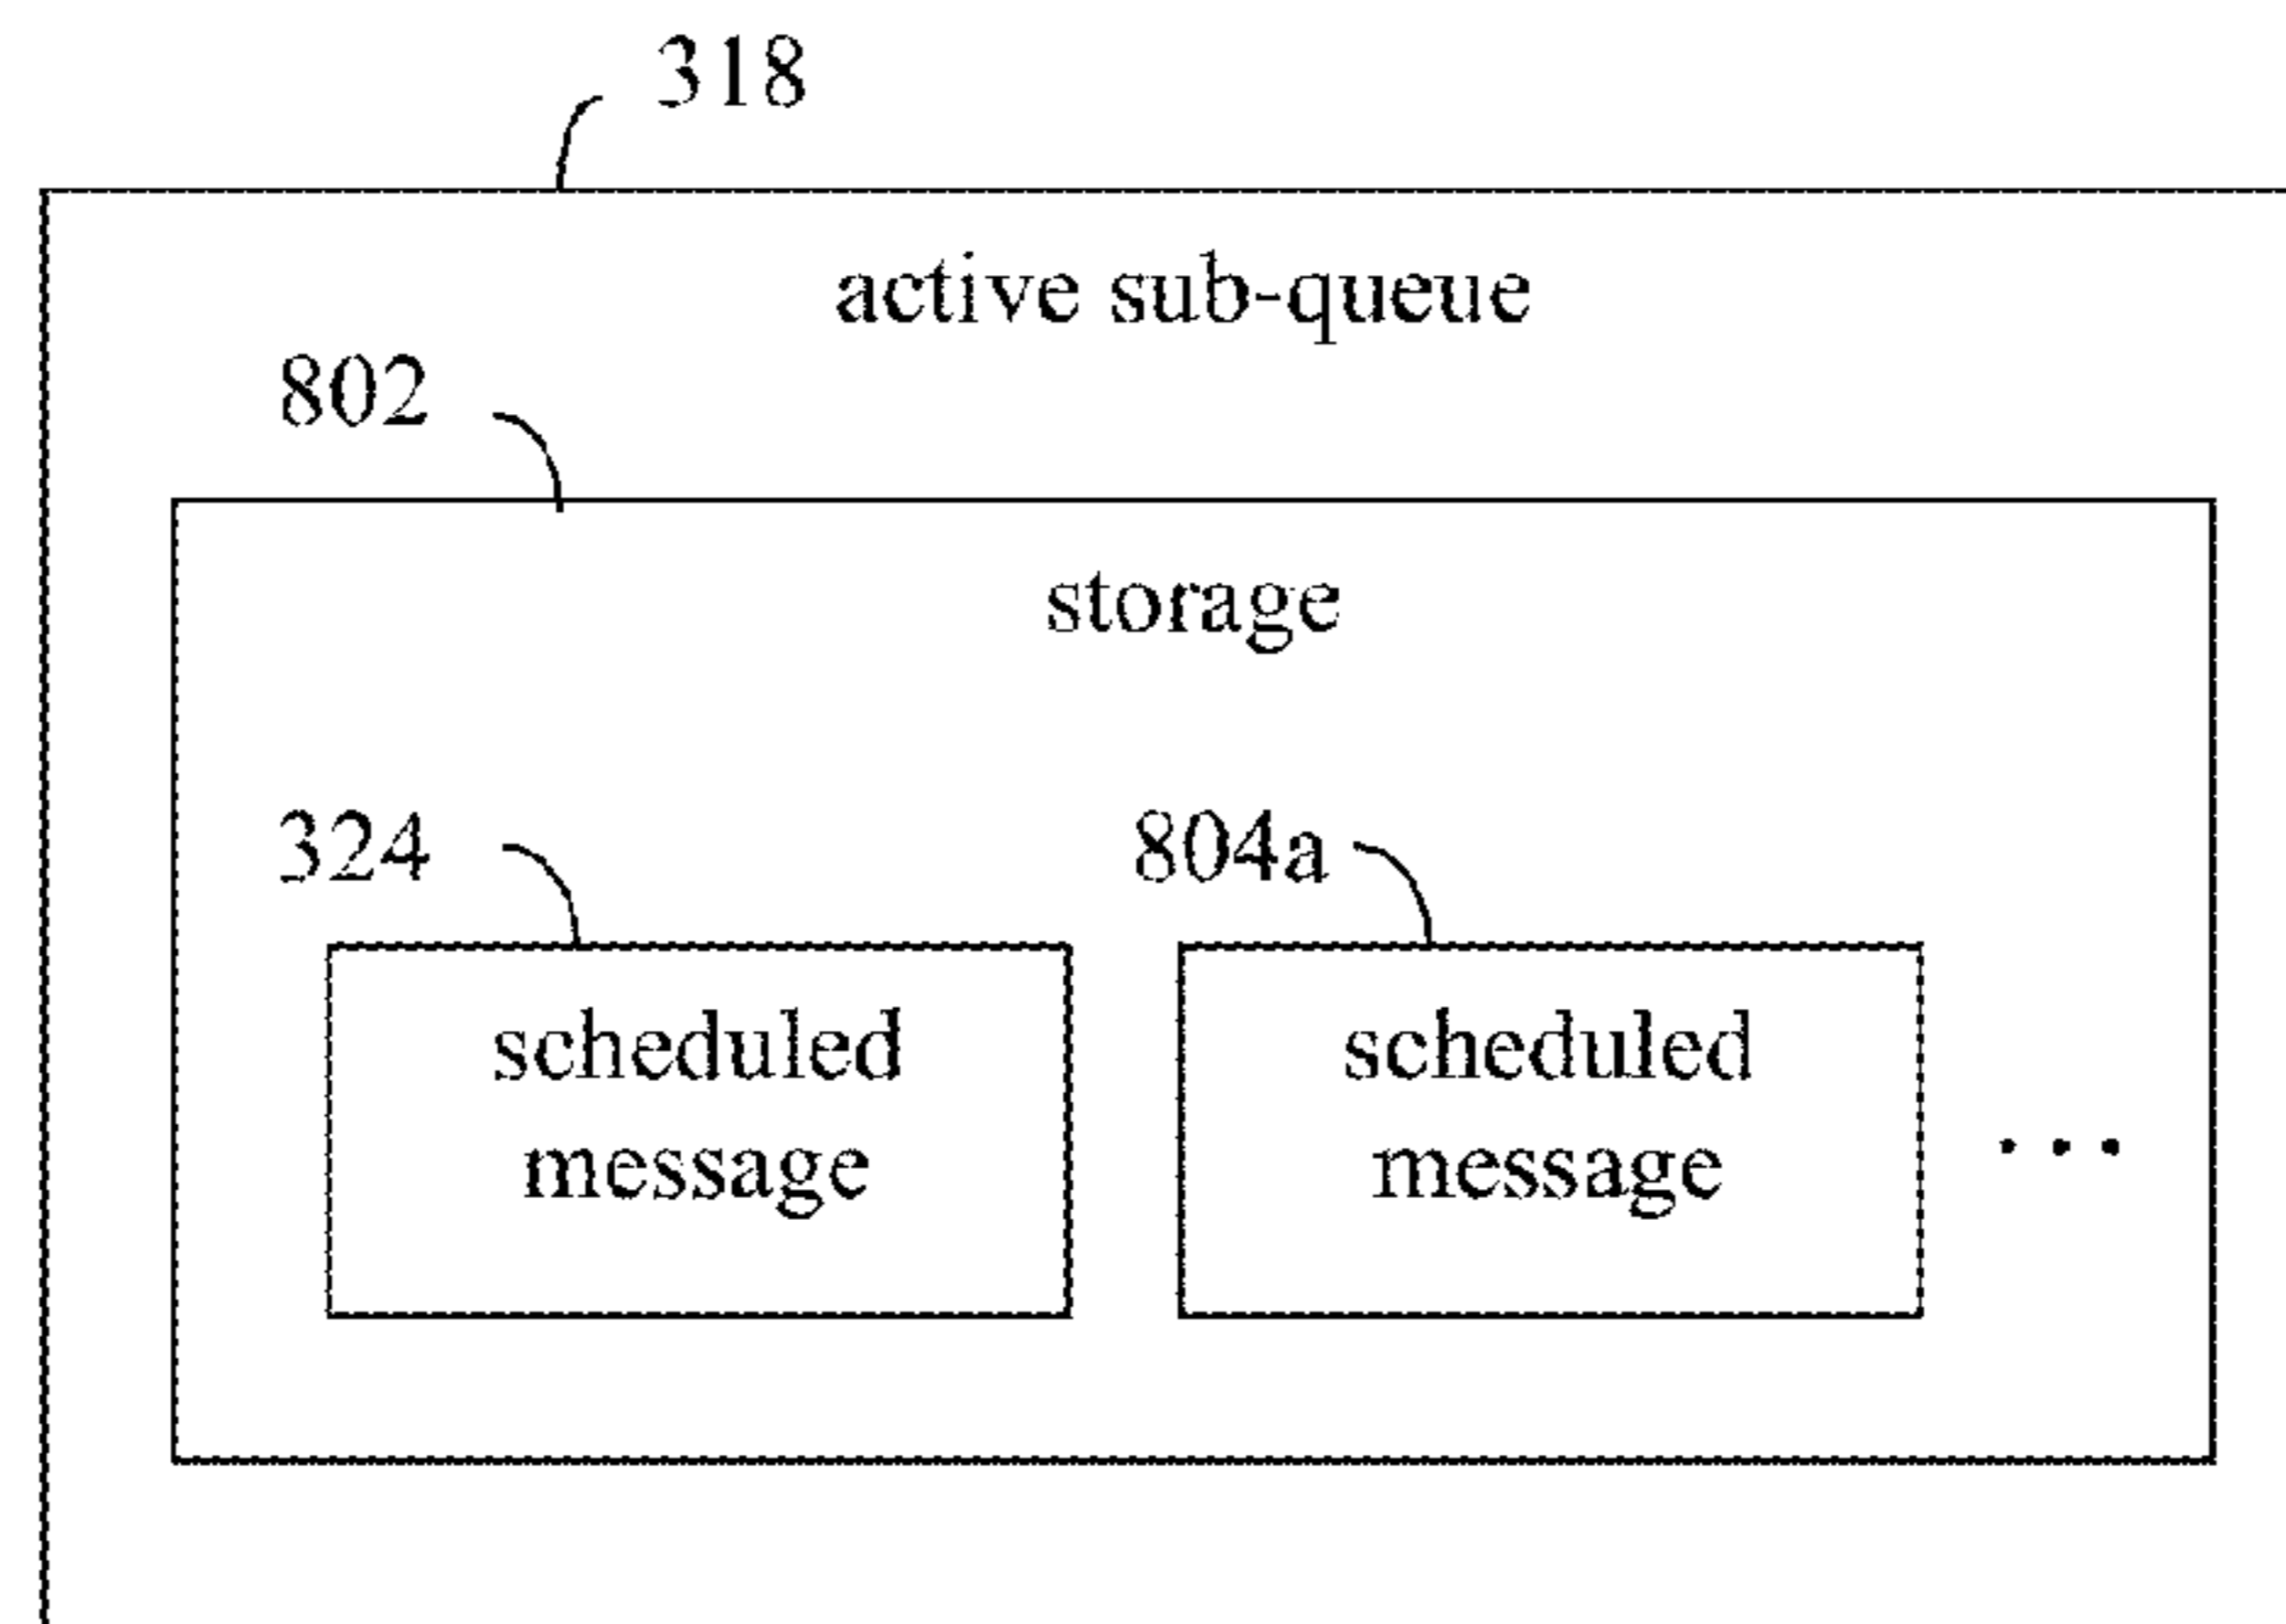 318
active sub-queue
802
storage
324
804a
scheduled
message
scheduled
message
...